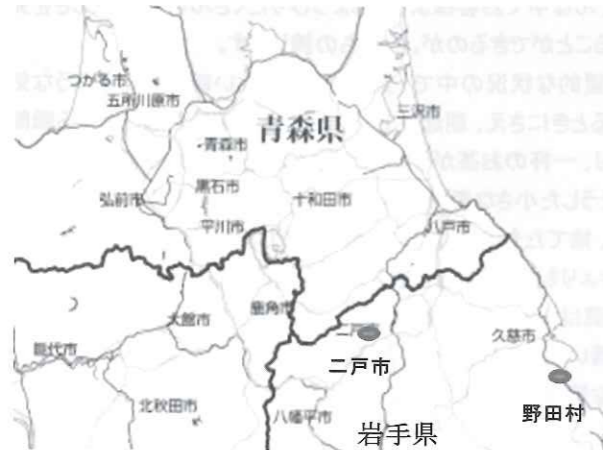 つがる市
五所川原市
三沢市
青森県
青森市
黒石市
弘前市
十和田市
平川市
八戸市
鹿角市
大館市
能代市
久慈市
二戸市
北秋田市
八幡平市
野田村
岩手県